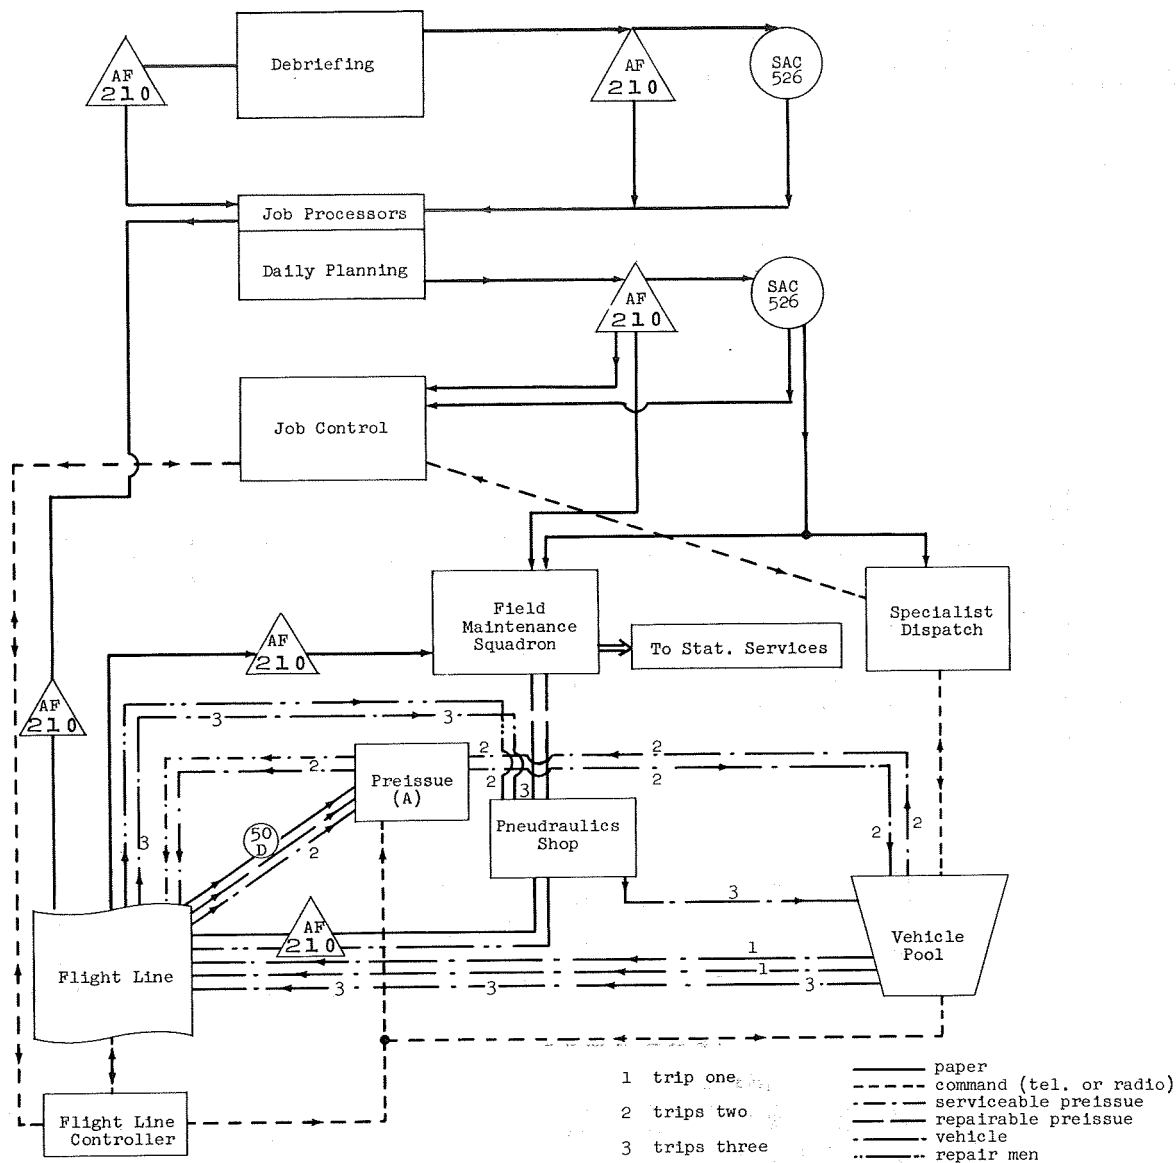 Debriefing
AF
210
AF
210
SAC
526
Job Processors
Daily Planning
AF
210
SAC
526
Job Control
Field
Maintenance
Squadron
To Stat. Services
Specialist
Dispatch
AF
210
AF
210
3
3
2
2
2
2
2
Preissue
(A)
3
Pneudraulics
Shop
50
D
2
3
2
2
3
AF
210
Flight Line
1
1
3
3
3
Vehicle
Pool
Flight Line
Controller
1 trip one
2 trips two
3 trips three
paper
command (tel. or radio)
serviceable preissue
repairable preissue
vehicle
repair men